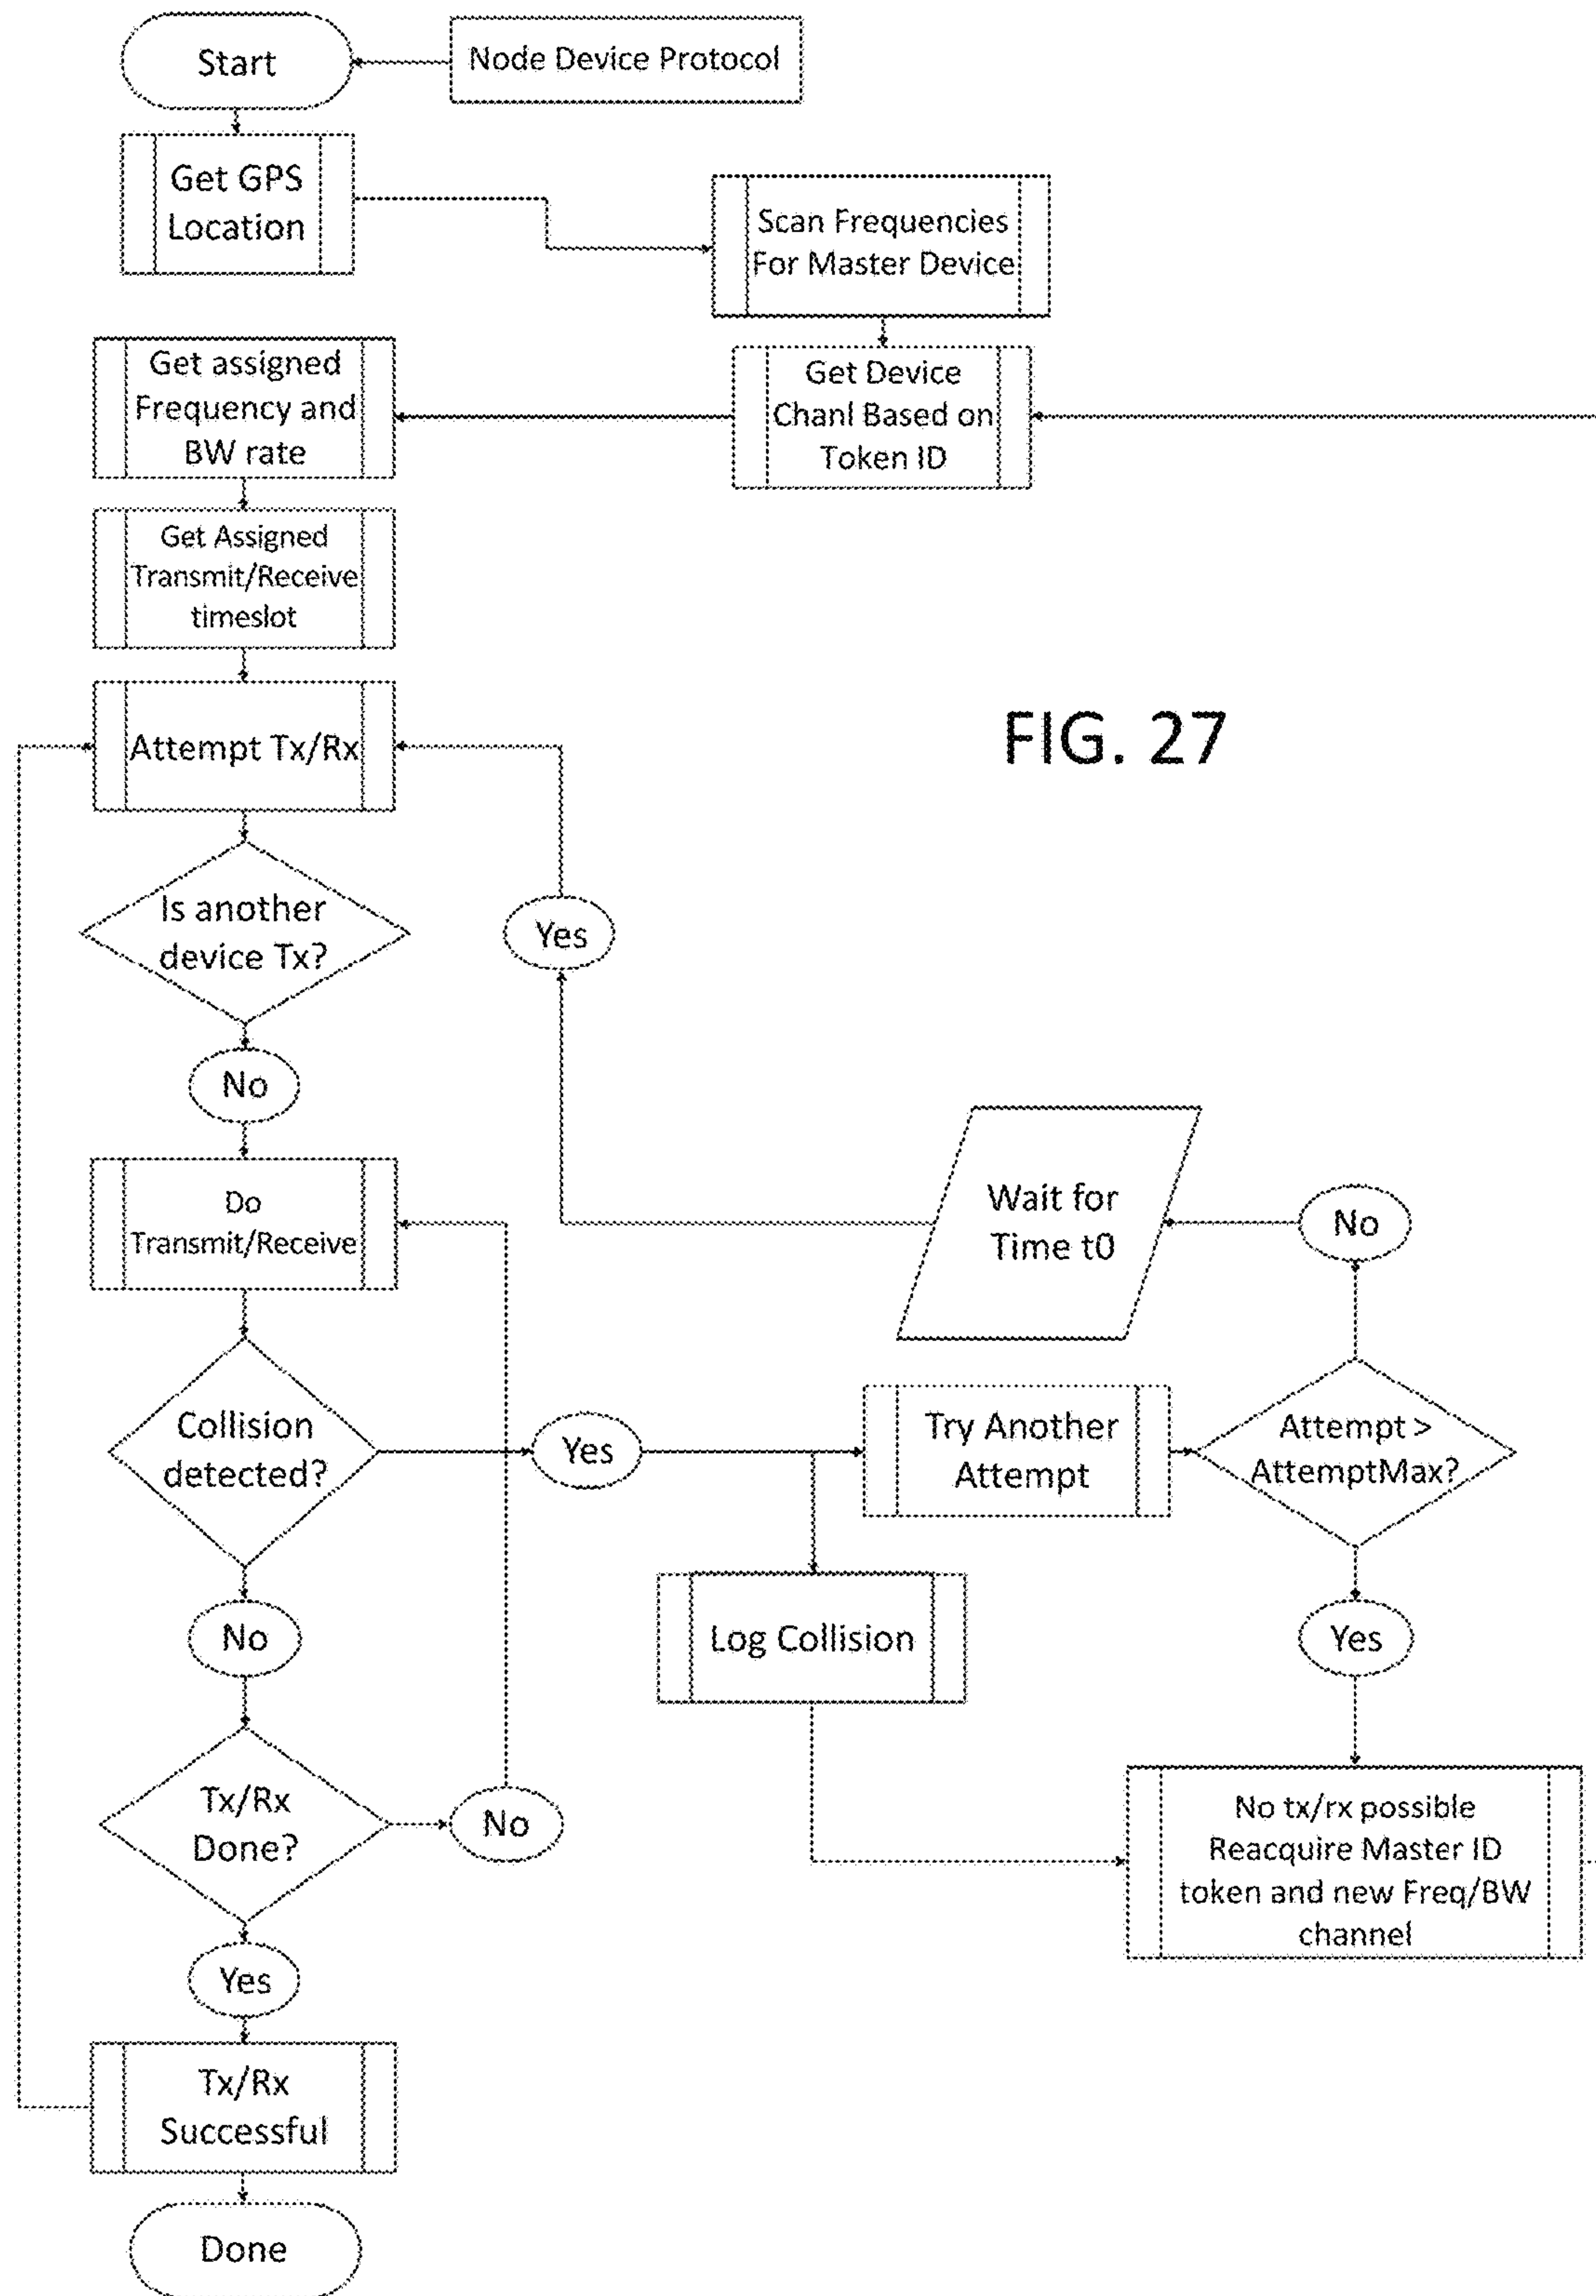 Start
Node Device Protocol
Get GPS
Location
Scan Frequencies
For Master Device
Get assigned
Frequency and
BW rate
Get Device
Chanl Based on
Token ID
Get Assigned
Transmit/Receive
timeslot
Attempt Tx/Rx
FIG. 27
Is another
device Tx?
Yes
No
Do
Transmit/Receive
Wait for
Time t0
No
Collision
detected?
Yes
Try Another
Attempt
Attempt >
AttemptMax?
No
Log Collision
Yes
Tx/Rx
Done?
No
No tx/rx possible
Reacquire Master ID
token and new Freq/BW
channel
Yes
Tx/Rx
Successful
Done